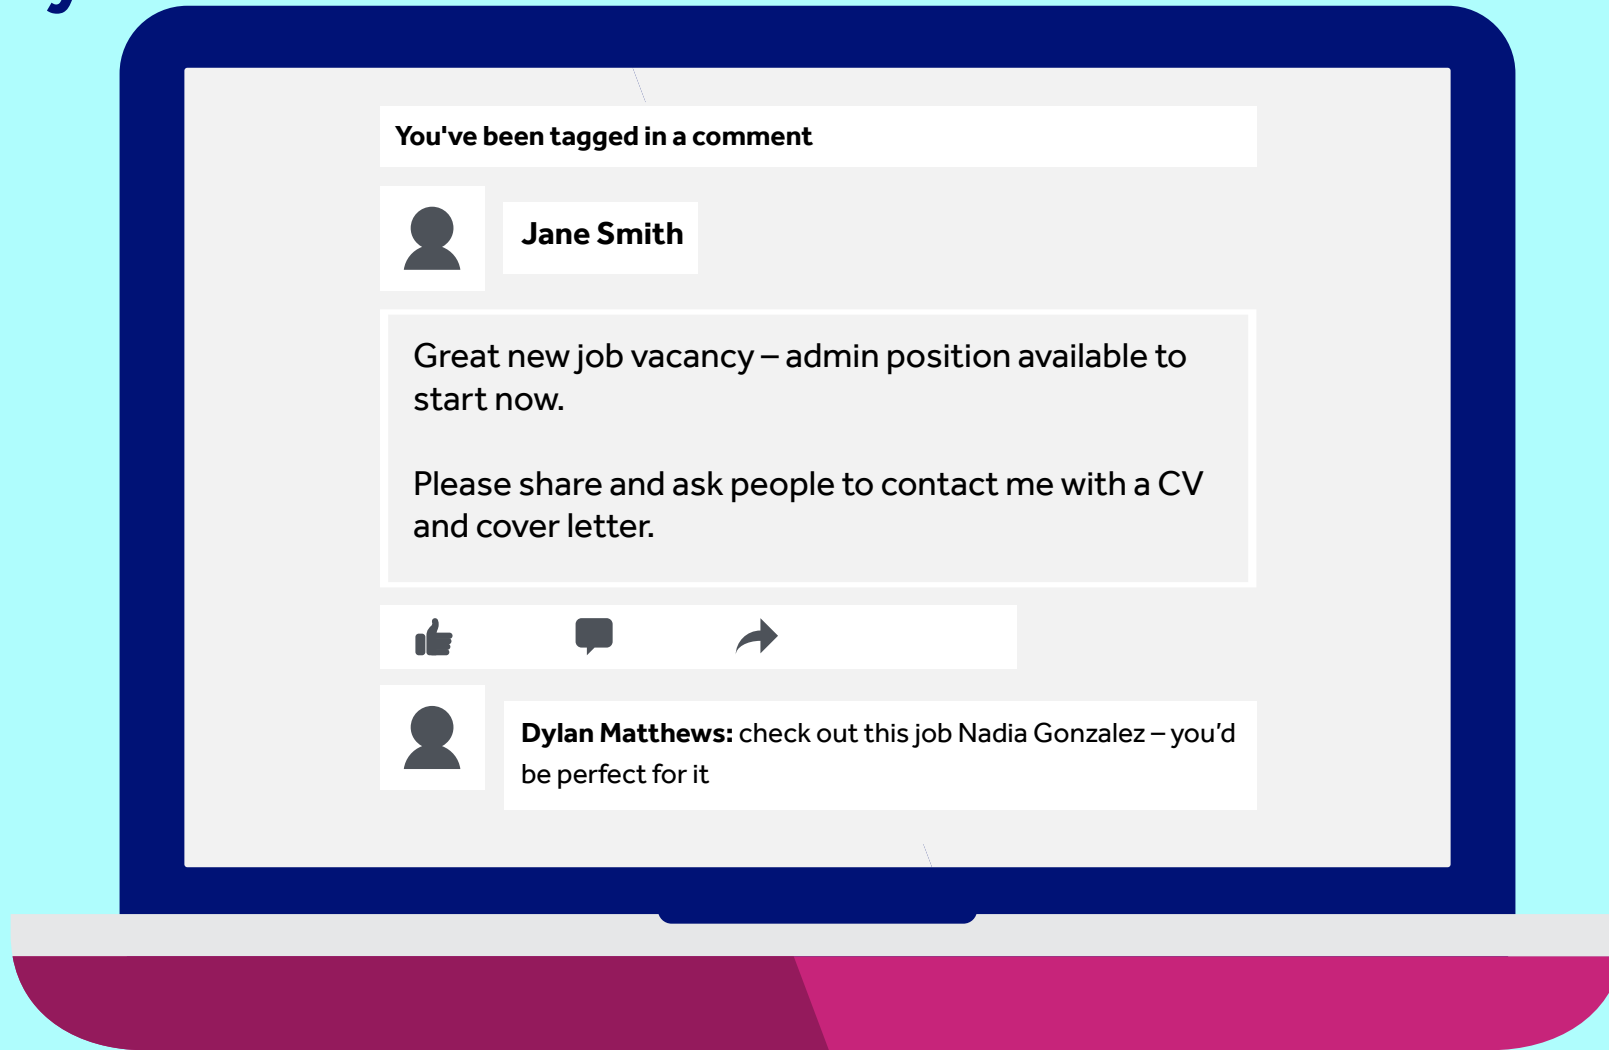 You've been tagged in a comment
Jane Smith
Great new job vacancy – admin position available to
start now.
Please share and ask people to contact me with a CV
and cover letter.
Dylan Matthews: check out this job Nadia Gonzalez – you’d
be perfect for it